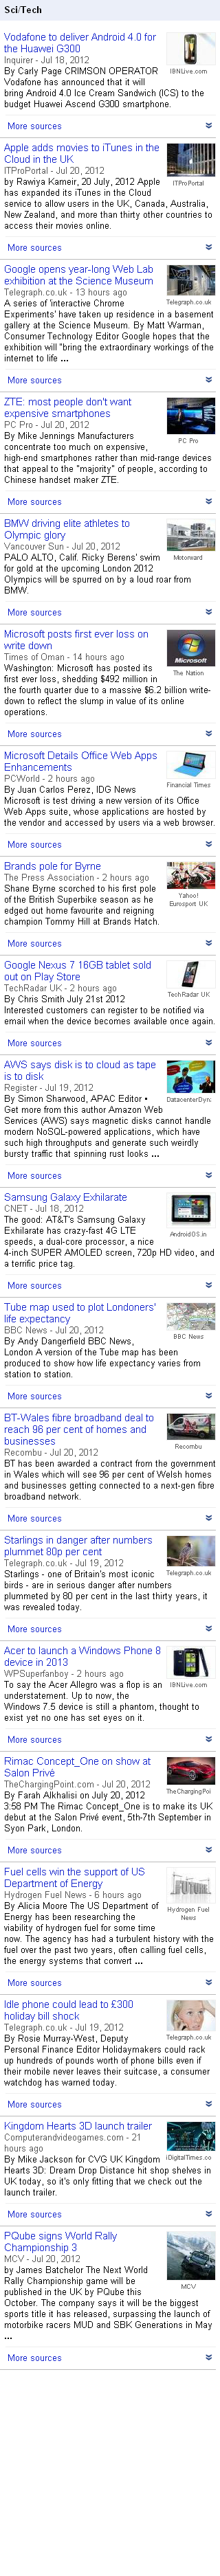 Sci/Tech
Vodafone to deliver Android 4.0 for
the Huawei G300
Inquirer - Jul 18, 2012
By Carly Page CRIMSON OPERATOR
Vodafone has announced that it will
bring Android 4.0 Ice Cream Sandwich (ICS) to the
budget Huawei Ascend G300 smartphone.
IBNLive.com
More sources
Apple adds movies to iTunes in the
Cloud in the UK
ITProPortal - Jul 20, 2012
by Rawiya Kameir, 20 July, 2012 Apple
has expanded its iTunes in the Cloud
service to allow users in the UK, Canada, Australia,
New Zealand, and more than thirty other countries to
access their movies online.
ITProPortal
More sources
Google opens year-long Web Lab
exhibition at the Science Museum
Telegraph.co.uk - 13 hours ago
A series of 'interactive Chrome
Experiments' have taken up residence in a basement
gallery at the Science Museum. By Matt Warman,
Consumer Technology Editor Google hopes that the
exhibition will "bring the extraordinary workings of the
internet to life ...
Telegraph.co.uk
More sources
ZTE: most people don't want
expensive smartphones
PC Pro - Jul 20, 2012
By Mike Jennings Manufacturers
concentrate too much on expensive,
high-end smartphones rather than mid-range devices
that appeal to the "majority" of people, according to
Chinese handset maker ZTE.
PC Pro
More sources
BMW driving elite athletes to
Olympic glory
Vancouver Sun - Jul 20, 2012
PALO ALTO, Calif. Ricky Berens' swim
for gold at the upcoming London 2012
Olympics will be spurred on by a loud roar from
BMW.
Motorward
More sources
Microsoft posts first ever loss on
write down
Times of Oman - 14 hours ago
Washington: Microsoft has posted its
first ever loss, shedding $492 million in
the fourth quarter due to a massive $6.2 billion write-
down to reflect the slump in value of its online
operations.
Microsoft
The Nation
More sources
Microsoft Details Office Web Apps
Enhancements
PCWorld - 2 hours ago
By Juan Carlos Perez, IDG News
Microsoft is test driving a new version of its Office
Web Apps suite, whose applications are hosted by
the vendor and accessed by users via a web browser.
Financial Times
More sources
Brands pole for Byrne
The Press Association - 2 hours ago
Shane Byrne scorched to his first pole
of the British Superbike season as he
edged out home favourite and reigning
champion Tommy Hill at Brands Hatch.
Yahoo!
Eurosport UK
More sources
Google Nexus 7 16GB tablet sold
out on Play Store
TechRadar UK - 2 hours ago
By Chris Smith July 21st 2012
Interested customers can register to be notified via
email when the device becomes available once again.
TechRadar UK
More sources
AWS says disk is to cloud as tape
is to disk
Register - Jul 19, 2012
By Simon Sharwood, APAC Editor •
Get more from this author Amazon Web
Services (AWS) says magnetic disks cannot handle
modern NoSQL-powered applications, which have
such high throughputs and generate such weirdly
bursty traffic that spinning rust looks ...
DatacenterDyn
More sources
Samsung Galaxy Exhilarate
CNET - Jul 18, 2012
The good: AT&T's Samsung Galaxy
Exhilarate has crazy-fast 4G LTE
speeds, a dual-core processor, a nice
4-inch SUPER AMOLED screen, 720p HD video, and
a terrific price tag.
AndroidOS.in
More sources
Tube map used to plot Londoners'
life expectancy
BBC News - Jul 20, 2012
By Andy Dangerfield BBC News,
London A version of the Tube map has been
produced to show how life expectancy varies from
station to station.
BBC News
More sources
BT-Wales fibre broadband deal to
reach 96 per cent of homes and
businesses
Recombu - Jul 20, 2012
BT has been awarded a contract from the government
in Wales which will see 96 per cent of Welsh homes
and businesses getting connected to a next-gen fibre
broadband network.
Recombu
More sources
Starlings in danger after numbers
plummet 80p per cent
Telegraph.co.uk - Jul 19, 2012
Starlings - one of Britain's most iconic
birds - are in serious danger after numbers
plummeted by 80 per cent in the last thirty years, it
was revealed today.
Telegraph.co.uk
More sources
Acer to launch a Windows Phone 8
device in 2013
WPSuperfanboy - 2 hours ago
To say the Acer Allegro was a flop is an
understatement. Up to now, the
Windows 7.5 device is still a phantom, thought to
exist yet no one has set eyes on it.
IBNLive.com
More sources
Rimac Concept_One on show at
Salon Privé
TheChargingPoint.com - Jul 20, 2012
By Farah Alkhalisi on July 20, 2012
3:58 PM The Rimac Concept_One is to make its UK
debut at the Salon Privé event, 5th-7th September in
Syon Park, London.
TheChargingPoi
More sources
Fuel cells win the support of US
Department of Energy
Hydrogen Fuel News - 6 hours ago
By Alicia Moore The US Department of
Energy has been researching the
viability of hydrogen fuel for some time
now. The agency has had a turbulent history with the
fuel over the past two years, often calling fuel cells,
the energy systems that convert ...
Hydrogen Fuel
News
More sources
Idle phone could lead to £300
holiday bill shock
Telegraph.co.uk - Jul 19, 2012
By Rosie Murray-West, Deputy
Personal Finance Editor Holidaymakers could rack
up hundreds of pounds worth of phone bills even if
their mobile never leaves their suitcase, a consumer
watchdog has warned today.
Telegraph.co.uk
More sources
Kingdom Hearts 3D launch trailer
Computerandvideogames.com - 21
hours ago
By Mike Jackson for CVG UK Kingdom
Hearts 3D: Dream Drop Distance hit shop shelves in
UK today, so it's only fitting that we check out the
launch trailer.
iDigitalTimes.co
More sources
PQube signs World Rally
Championship 3
MCV - Jul 20, 2012
by James Batchelor The Next World
Rally Championship game will be
published in the UK by PQube this
October. The company says it will be the biggest
sports title it has released, surpassing the launch of
motorbike racers MUD and SBK Generations in May
...
MCV
More sources